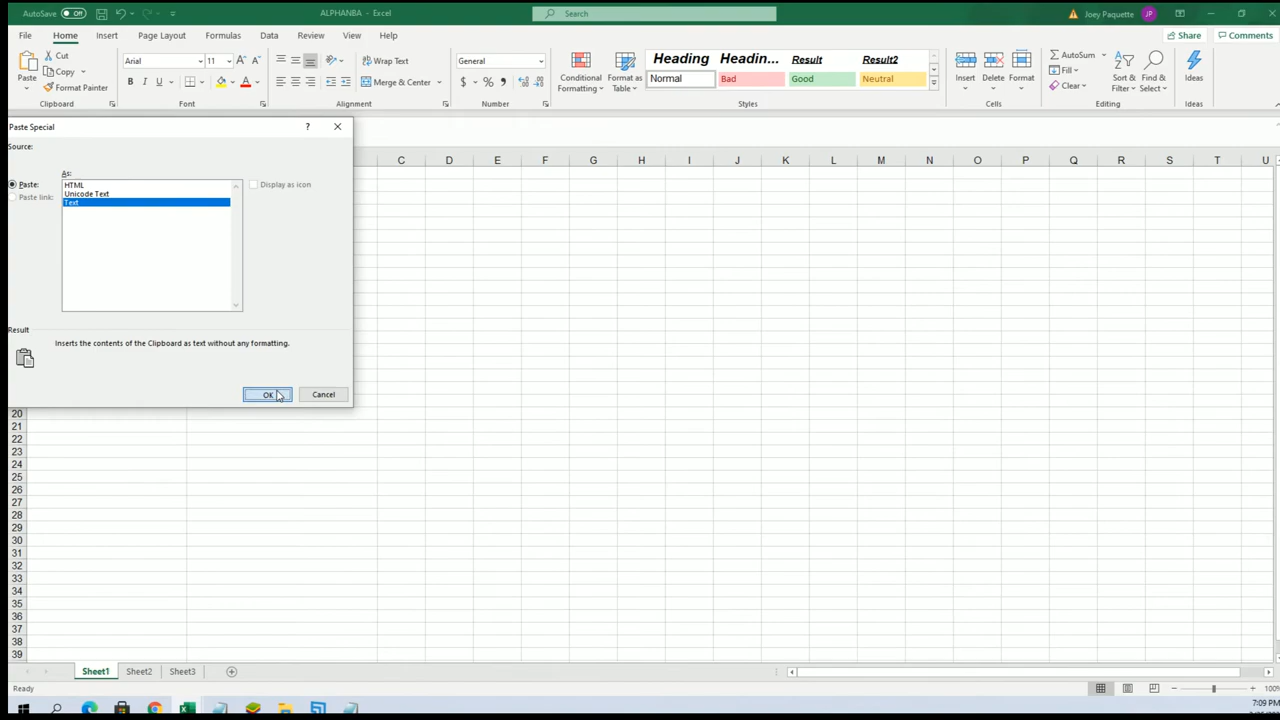 AutoSave Off ALPHANBA - Excel Search Joey Paquette JP
File Home Insert Page Layout Formulas Data Review View Help Share Comments
Paste Cut Copy Format Painter
Arial 11
B I U
Wrap Text
Merge & Center
General
$ % 9
Conditional Formatting
Format as Table
Heading Headin... Result Result2
Normal Bad Good Neutral
Insert Delete Format
AutoSum
Fill
Clear
Sort & Filter
Find & Select
Ideas
Clipboard Font Alignment Number Styles Cells Editing Ideas
Paste Special ?
Source:
As:
Paste:
Paste link:
HTML
Unicode Text
Text
Display as icon
Result
Inserts the contents of the Clipboard as text without any formatting.
OK Cancel
C D E F G H I J K L M N O P Q R S T U
20
21
22
23
24
25
26
27
28
29
30
31
32
33
34
35
36
37
38
39
Sheet1 Sheet2 Sheet3
Ready 100%
7:09 PM